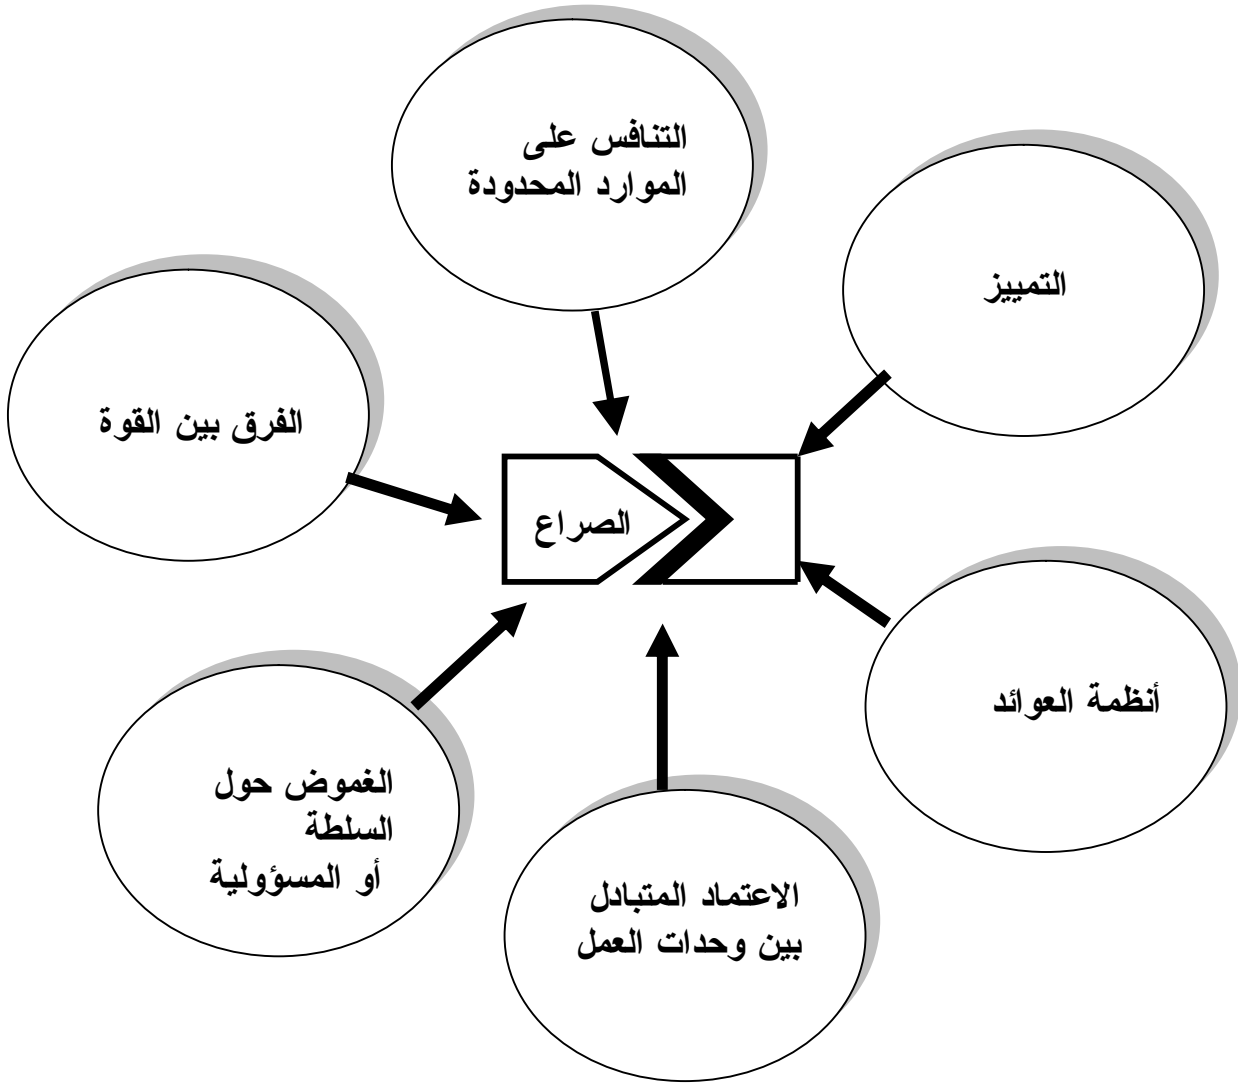 التنافس على
الموارد المحدودة
التمييز
الفرق بين القوة
الصراع
أنظمة العوائد
الغموض حول
السلطة
أو المسؤولية
الاعتماد المتبادل
بين وحدات العمل